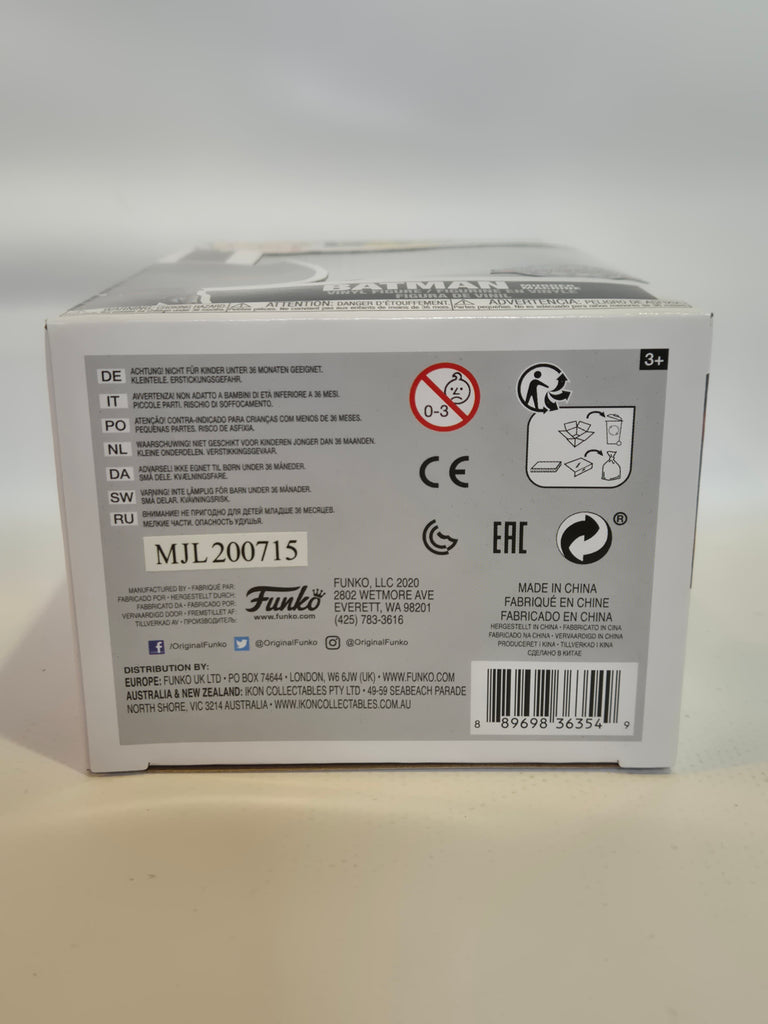 BATMAN
FIGURA DE VINIL
ATTENTION: DANGER D'ÉTOUFFEMENT.
ADVERTENCIA: PELIGRO DE ASFIXIA
3+
DE ACHTUNG! NICHT FÜR KINDER UNTER 36 MONATEN GEEIGNET.
KLEINTEILE. ERSTICKUNGSGEFAHR.
IT AVVERTENZA! NON ADATTO A BAMBINI DI ETÀ INFERIORE A 36 MESI.
PICCOLE PARTI. RISCHIO DI SOFFOCAMENTO.
PO ATENÇÃO! CONTRA-INDICADO PARA CRIANÇAS COM MENOS DE 36 MESES.
PEQUENAS PARTES. RISCO DE ASFIXIA.
NL WAARSCHUWING! NIET GESCHIKT VOOR KINDEREN JONGER DAN 36 MAANDEN.
KLEINE ONDERDELEN. VERSTIKKINGSGEVAAR.
DA ADVARSEL! IKKE EGNET TIL BØRN UNDER 36 MÅNEDER.
SMÅ DELE. KVÆLNINGSFARE.
SW VARNING! INTE LÄMPLIG FÖR BARN UNDER 36 MÅNADER.
SMÅ DELAR. KVÄVNINGSRISK.
RU ВНИМАНИЕ! НЕ ПРИГОДНО ДЛЯ ДЕТЕЙ МЛАДШЕ 36 МЕСЯЦЕВ.
МЕЛКИЕ ЧАСТИ. ОПАСНОСТЬ УДУШЬЯ.
0-3
CE
EAC
®
MJL 200715
MANUFACTURED BY • FABRIQUÉ PAR:
FABRICADO POR • HERGESTELLT DURCH:
FABBRICATO DA • FABRICADO POR:
VERVAARDIGD DOOR • FREMSTILLET AF:
TILLVERKAD AV • ПРОИЗВОДИТЕЛЬ:
Funko
www.funko.com
FUNKO, LLC 2020
2802 WETMORE AVE
EVERETT, WA 98201
(425) 783-3616
MADE IN CHINA
FABRIQUÉ EN CHINE
FABRICADO EN CHINA
HERGESTELLT IN CHINA • FABBRICATO IN CINA
FABRICADO NA CHINA • VERVAARDIGD IN CHINA
PRODUCERET I KINA • TILLVERKAD I KINA
СДЕЛАНО В КИТАЕ
/OriginalFunko @OriginalFunko @OriginalFunko
DISTRIBUTION BY:
EUROPE: FUNKO UK LTD • PO BOX 74644 • LONDON, W6 6JW (UK) • WWW.FUNKO.COM
AUSTRALIA & NEW ZEALAND: IKON COLLECTABLES PTY LTD • 49-59 SEABEACH PARADE
NORTH SHORE, VIC 3214 AUSTRALIA • WWW.IKONCOLLECTABLES.COM.AU
8 89698 36354 9